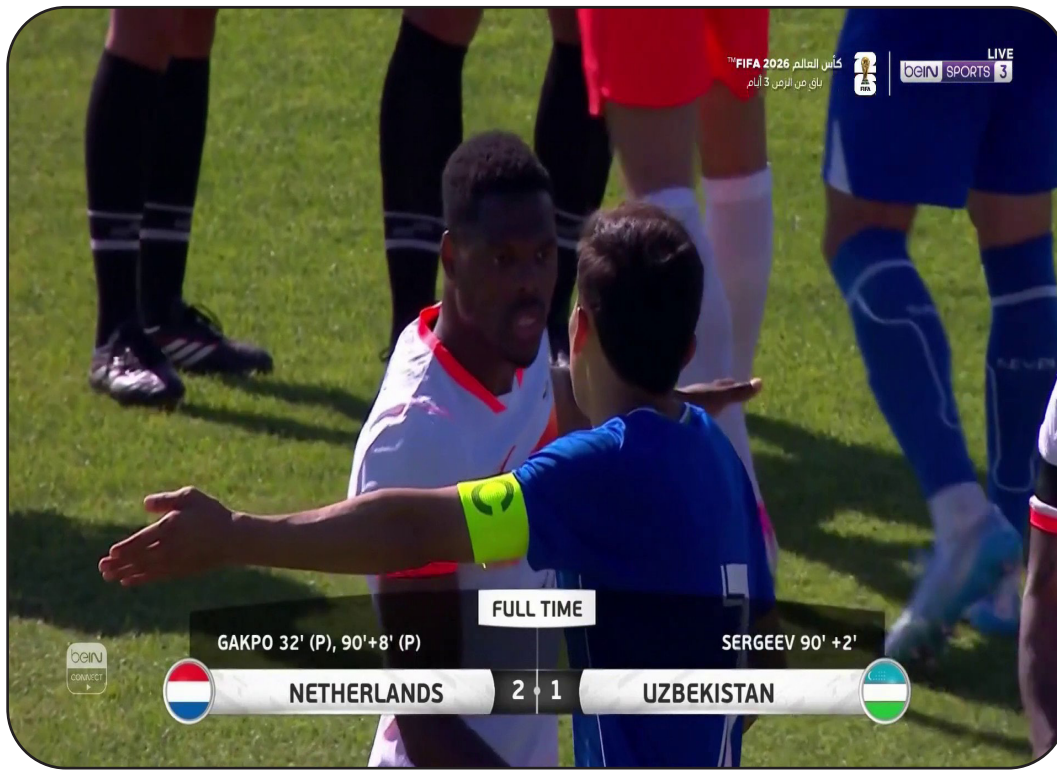 LIVE
كأس العالم FIFA 2026™
باق من الزمن 3 أيام
FIFA
beIN SPORTS 3
FULL TIME
GAKPO 32' (P), 90'+8' (P)
SERGEEV 90' +2'
NETHERLANDS 2 1 UZBEKISTAN
beIN
CONNECT